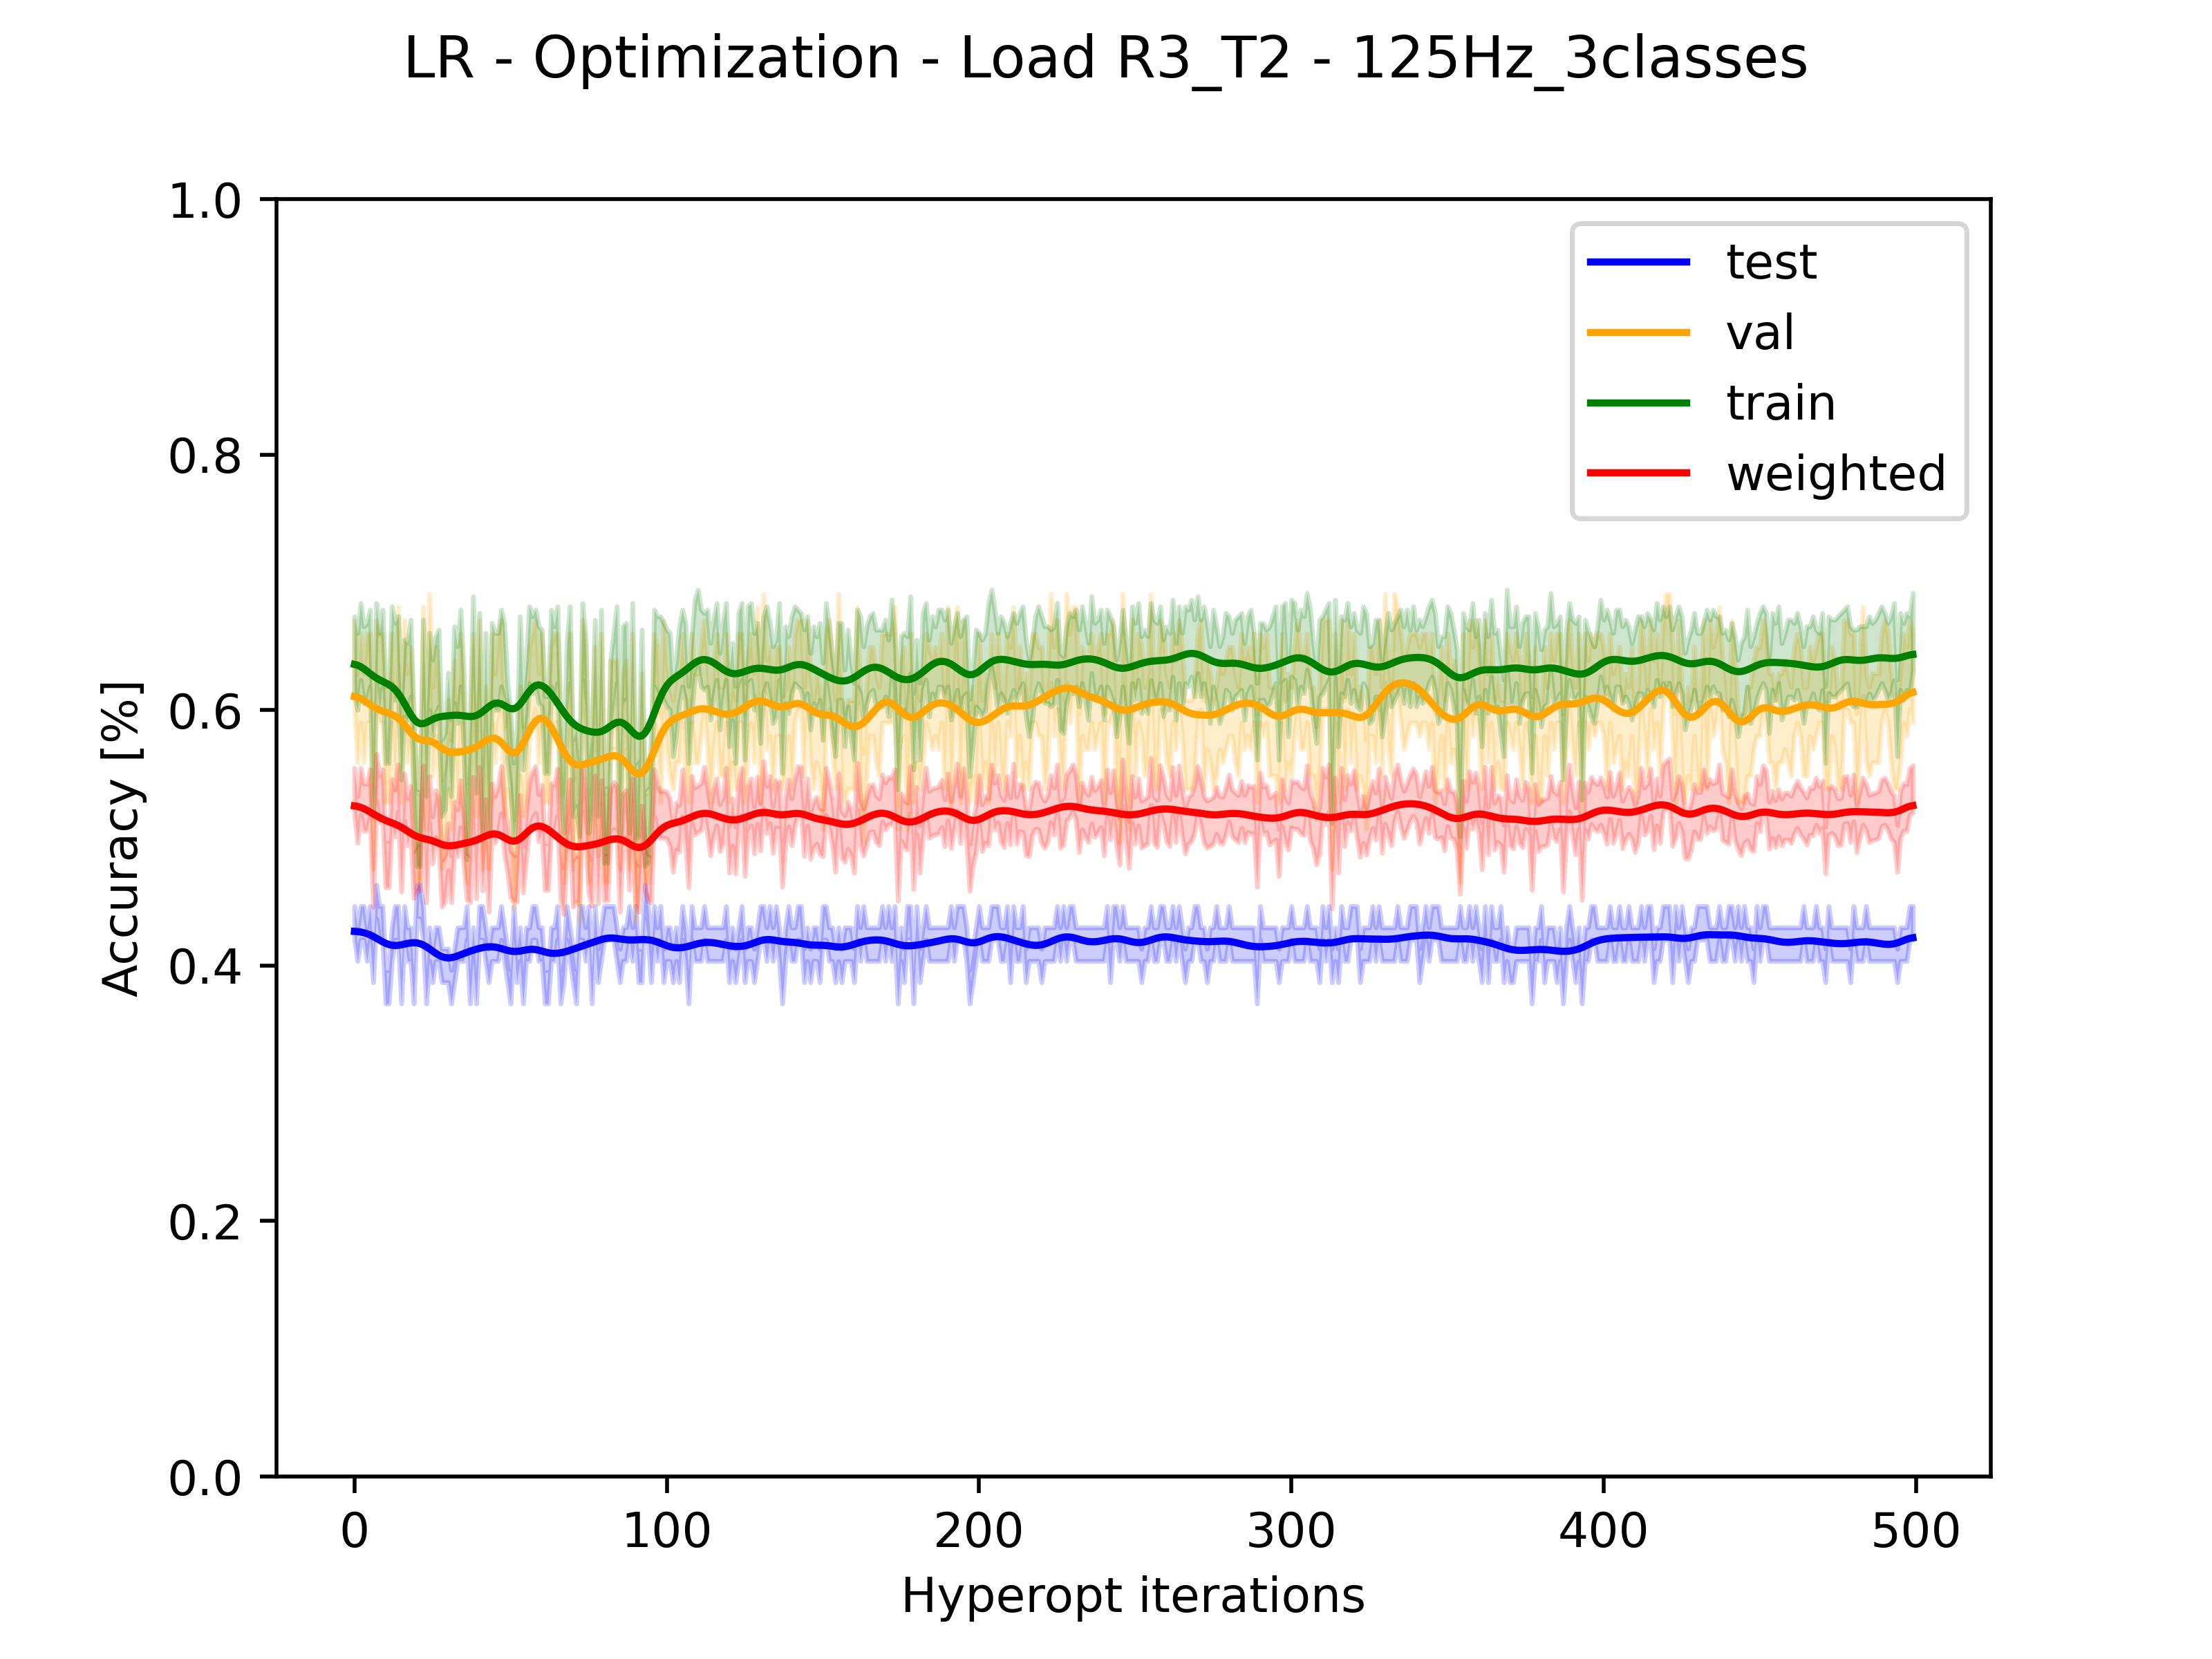 LR - Optimization - Load R3_T2 - 125Hz_3classes
1.0
0.8
0.6
0.4
0.2
0.0
Accuracy [%]
test
val
train
weighted
0 100 200 300 400 500
Hyperopt iterations